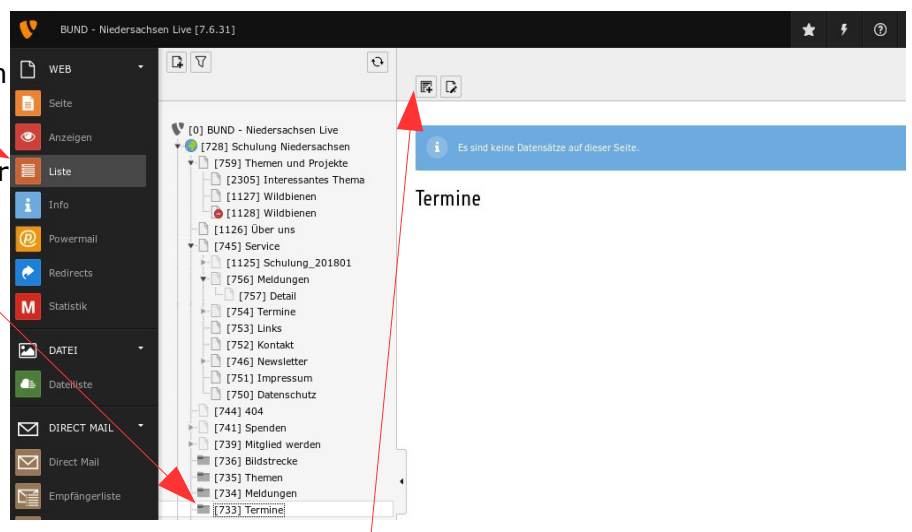 BUND - Niedersachsen Live [7.6.31]
n
WEB
Seite
Anzeigen
Liste
r
Info
Powermail
Redirects
M Statistik
DATEI
Dateiliste
DIRECT MAIL
Direct Mail
Empfängerliste
[0] BUND - Niedersachsen Live
[728] Schulung Niedersachsen
[759] Themen und Projekte
[2305] Interessantes Thema
[1127] Wildbienen
[1128] Wildbienen
[1126] Über uns
[745] Service
[1125] Schulung_201801
[756] Meldungen
[757] Detail
[754] Termine
[753] Links
[752] Kontakt
[746] Newsletter
[751] Impressum
[750] Datenschutz
[744] 404
[741] Spenden
[739] Mitglied werden
[736] Bildstrecke
[735] Themen
[734] Meldungen
[733] Termine
Es sind keine Datensätze auf dieser Seite.
Termine